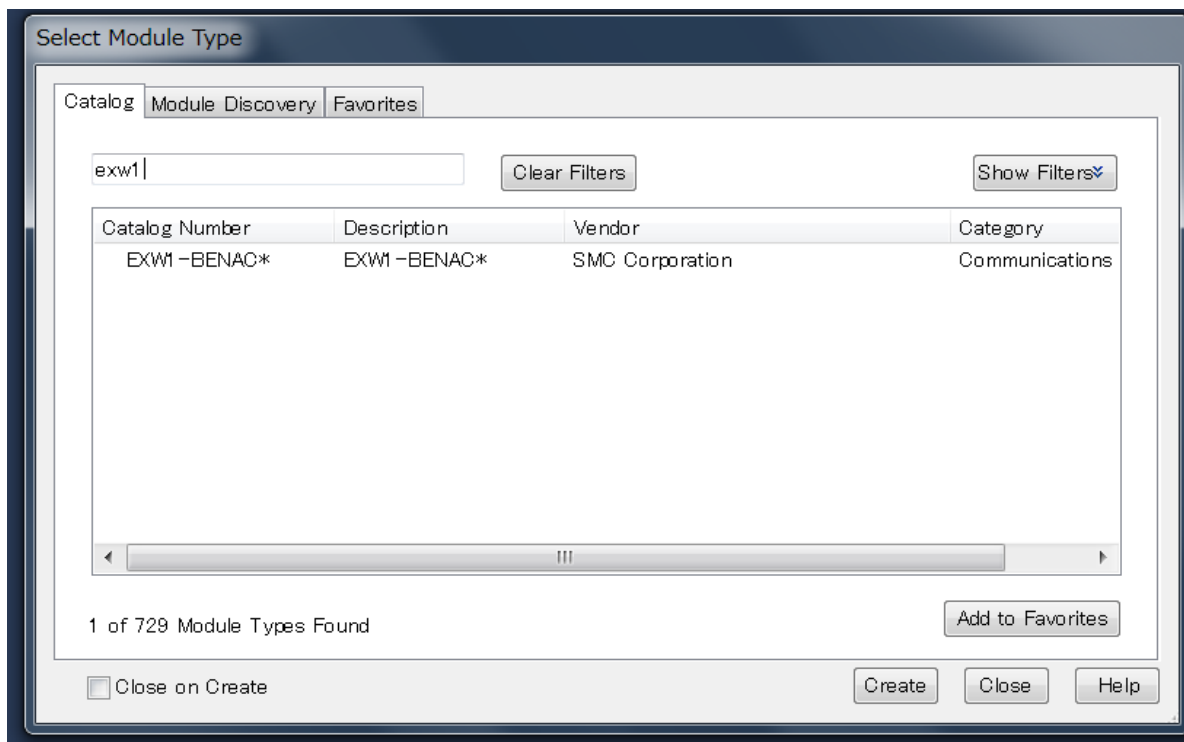 Select Module Type
Catalog Module Discovery Favorites
exw1 Clear Filters Show Filters
Catalog Number Description Vendor Category
EXW1-BENAC* EXW1-BENAC* SMC Corporation Communications
1 of 729 Module Types Found Add to Favorites
Close on Create Create Close Help